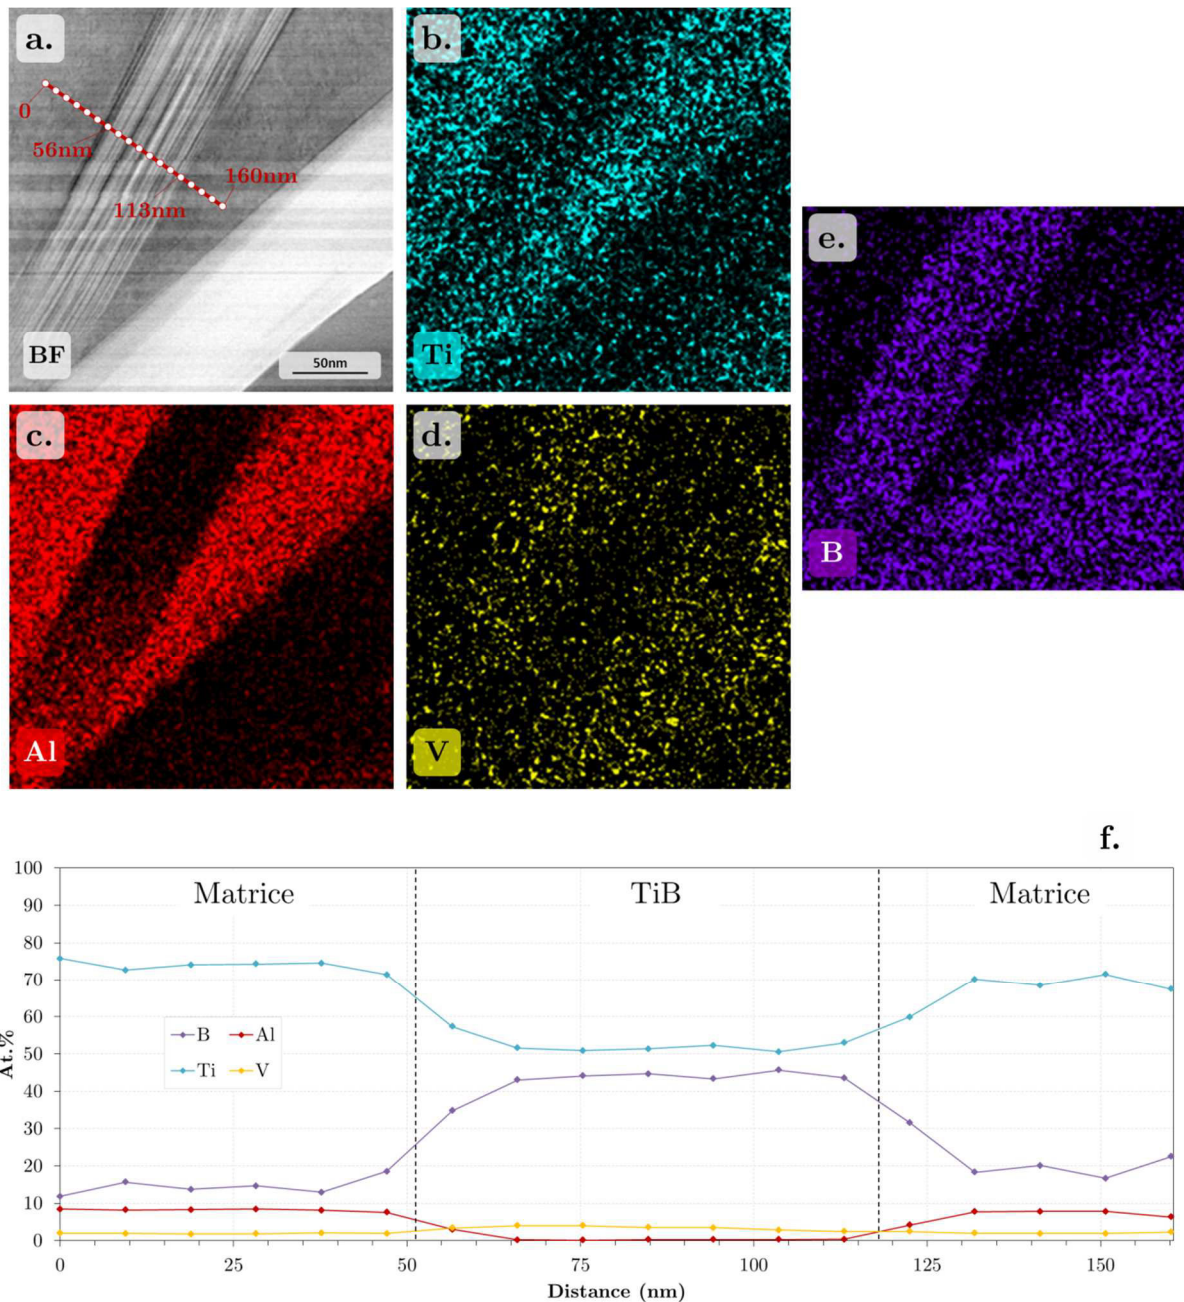 a.
0
56nm
160nm
113nm
BF
50nm
b.
Ti
e.
B
c.
Al
d.
V
f.
Matrice
TiB
Matrice
100
90
80
70
60
50
40
30
20
10
0
At.%
B
Al
Ti
V
0
25
50
75
100
125
150
Distance (nm)